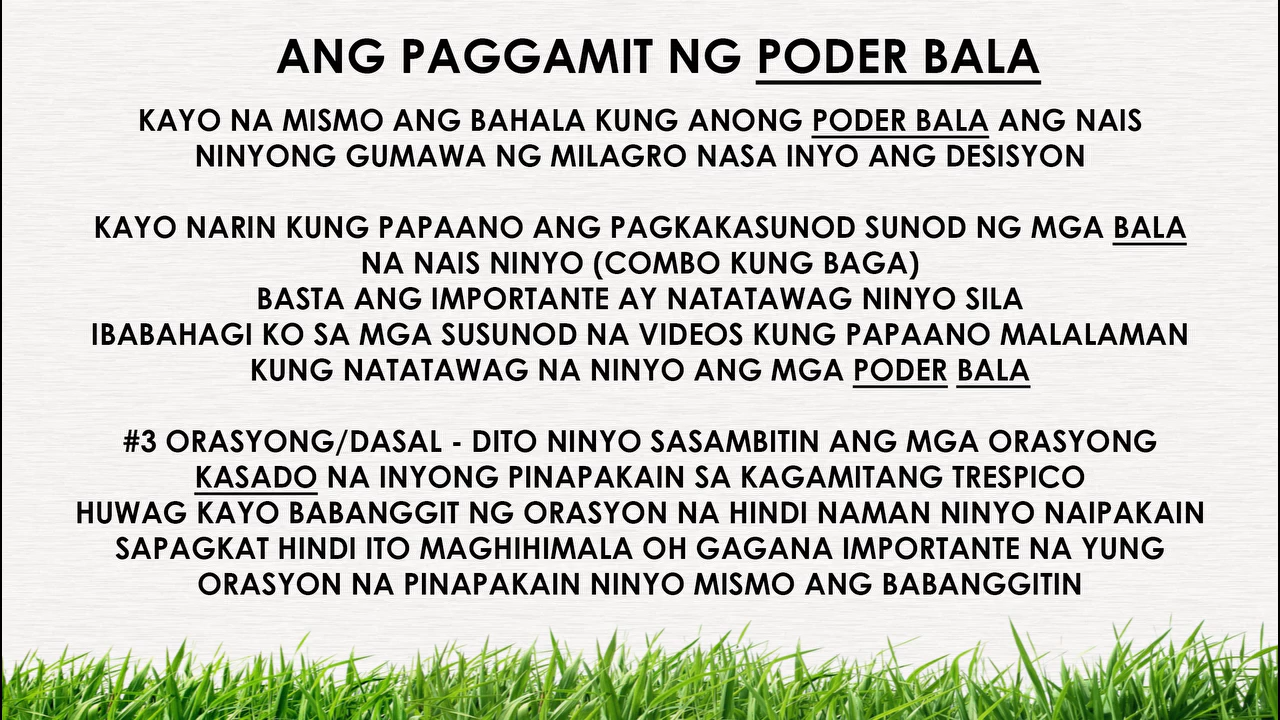 ANG PAGGAMIT NG PODER BALA
KAYO NA MISMO ANG BAHALA KUNG ANONG PODER BALA ANG NAIS
NINYONG GUMAWA NG MILAGRO NASA INYO ANG DESISYON
KAYO NARIN KUNG PAPAANO ANG PAGKAKASUNOD SUNOD NG MGA BALA
NA NAIS NINYO (COMBO KUNG BAGA)
BASTA ANG IMPORTANTE AY NATATAWAG NINYO SILA
IBABAHAGI KO SA MGA SUSUNOD NA VIDEOS KUNG PAPAANO MALALAMAN
KUNG NATATAWAG NA NINYO ANG MGA PODER BALA
#3 ORASYONG/DASAL - DITO NINYO SASAMBITIN ANG MGA ORASYONG
KASADO NA INYONG PINAPAKAIN SA KAGAMITANG TRESPICO
HUWAG KAYO BABANGGIT NG ORASYON NA HINDI NAMAN NINYO NAIPAKAIN
SAPAGKAT HINDI ITO MAGHIHIMALA OH GAGANA IMPORTANTE NA YUNG
ORASYON NA PINAPAKAIN NINYO MISMO ANG BABANGGITIN